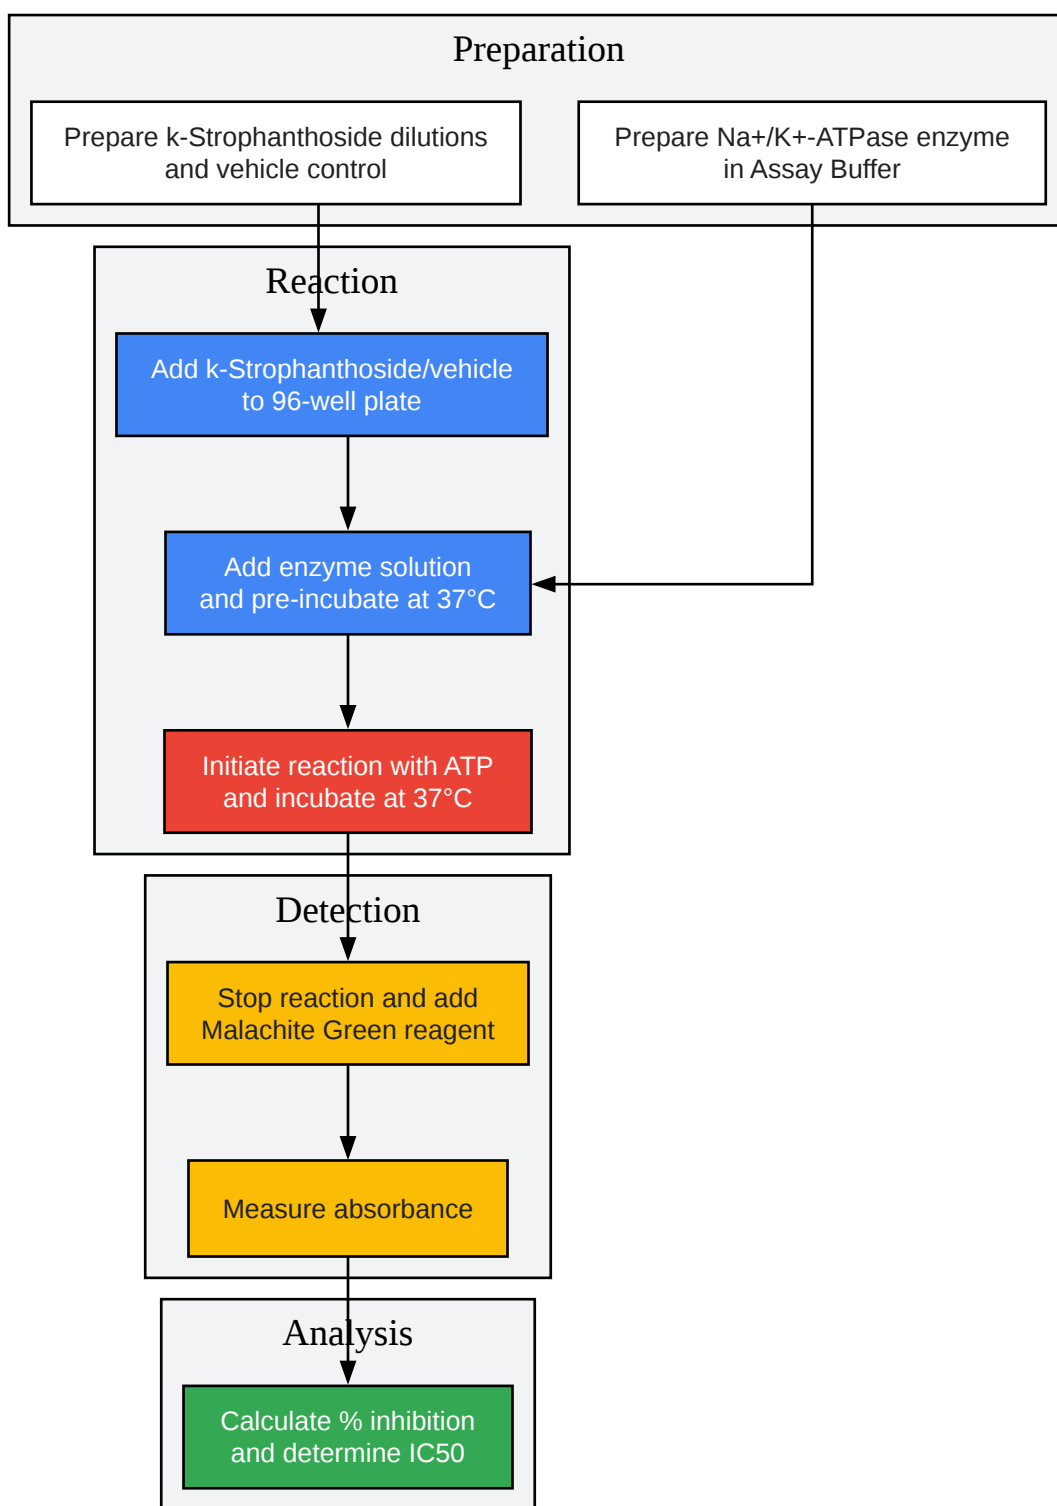 Preparation
Prepare k-Strophanthoside dilutions
and vehicle control
Prepare Na+/K+-ATPase enzyme
in Assay Buffer
Reaction
Add k-Strophanthoside/vehicle
to 96-well plate
Add enzyme solution
and pre-incubate at 37°C
Initiate reaction with ATP
and incubate at 37°C
Detection
Stop reaction and add
Malachite Green reagent
Measure absorbance
Analysis
Calculate % inhibition
and determine IC50